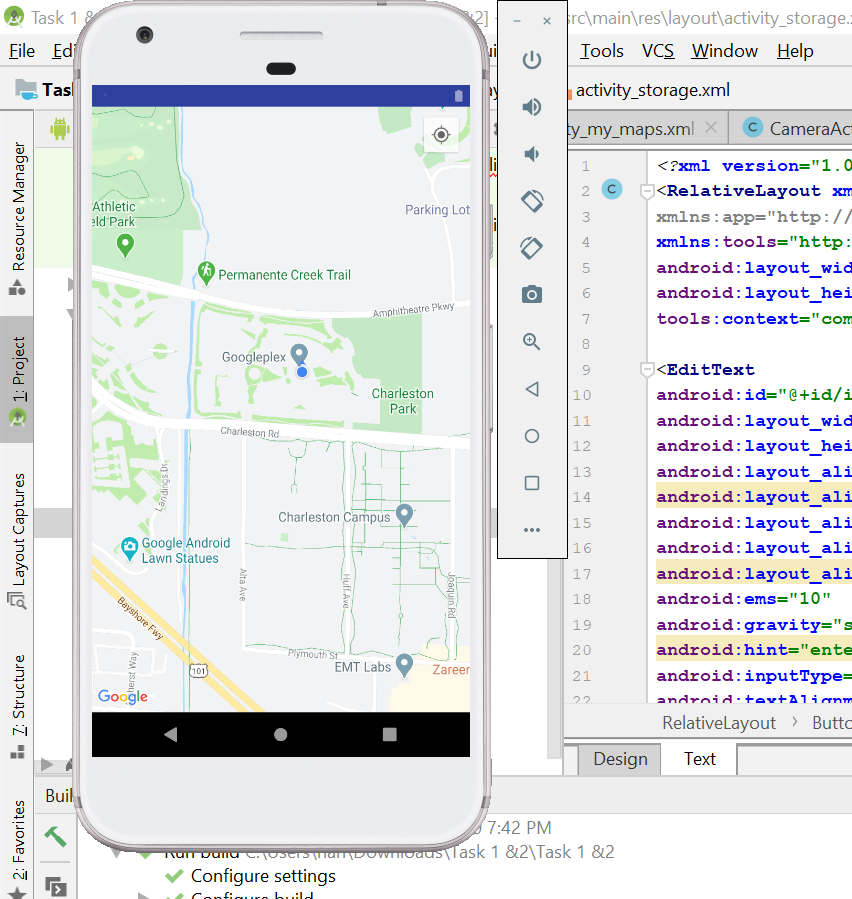 Task 1 &
2] - 
src\main\res\layout\activity_storage.
File
Tools VCS Window Help
activity_storage.xml
ty_my_maps.xml
C CameraAc
Resource Manager
1: Project
Layout Captures
7: Structure
2: Favorites
Athletic
eld Park
Parking Lot
Permanente Creek Trail
Amphitheatre Pkwy
Googleplex
Charleston
Park
Charleston Rd
Landings Dr
Charleston Campus
Google Android
Lawn Statues
Alta Ave
Huff Ave
Joaquin Rd
Bayshore Fwy
Plymouth St
101
EMT Labs
Zareen
herst Way
Google
1 <?xml version="1.0
2 C <RelativeLayout xm
3 xmlns:app="http://
4 xmlns:tools="http:
5 android:layout_wid
6 android:layout_hei
7 tools:context="com
8
9 <EditText
10 android:id="@+id/i
11 android:layout_wid
12 android:layout_hei
13 android:layout_ali
14 android:layout_ali
15 android:layout_ali
16 android:layout_ali
17 android:layout_ali
18 android:ems="10"
19 android:gravity="s
20 android:hint="ente
21 android:inputType=
22 android:textAlignm
RelativeLayout › Butto
Design Text
Buil
7:42 PM
Run build C:\Users\hari\Downloads\Task 1 &2\Task 1 &2
Configure settings
Configure build